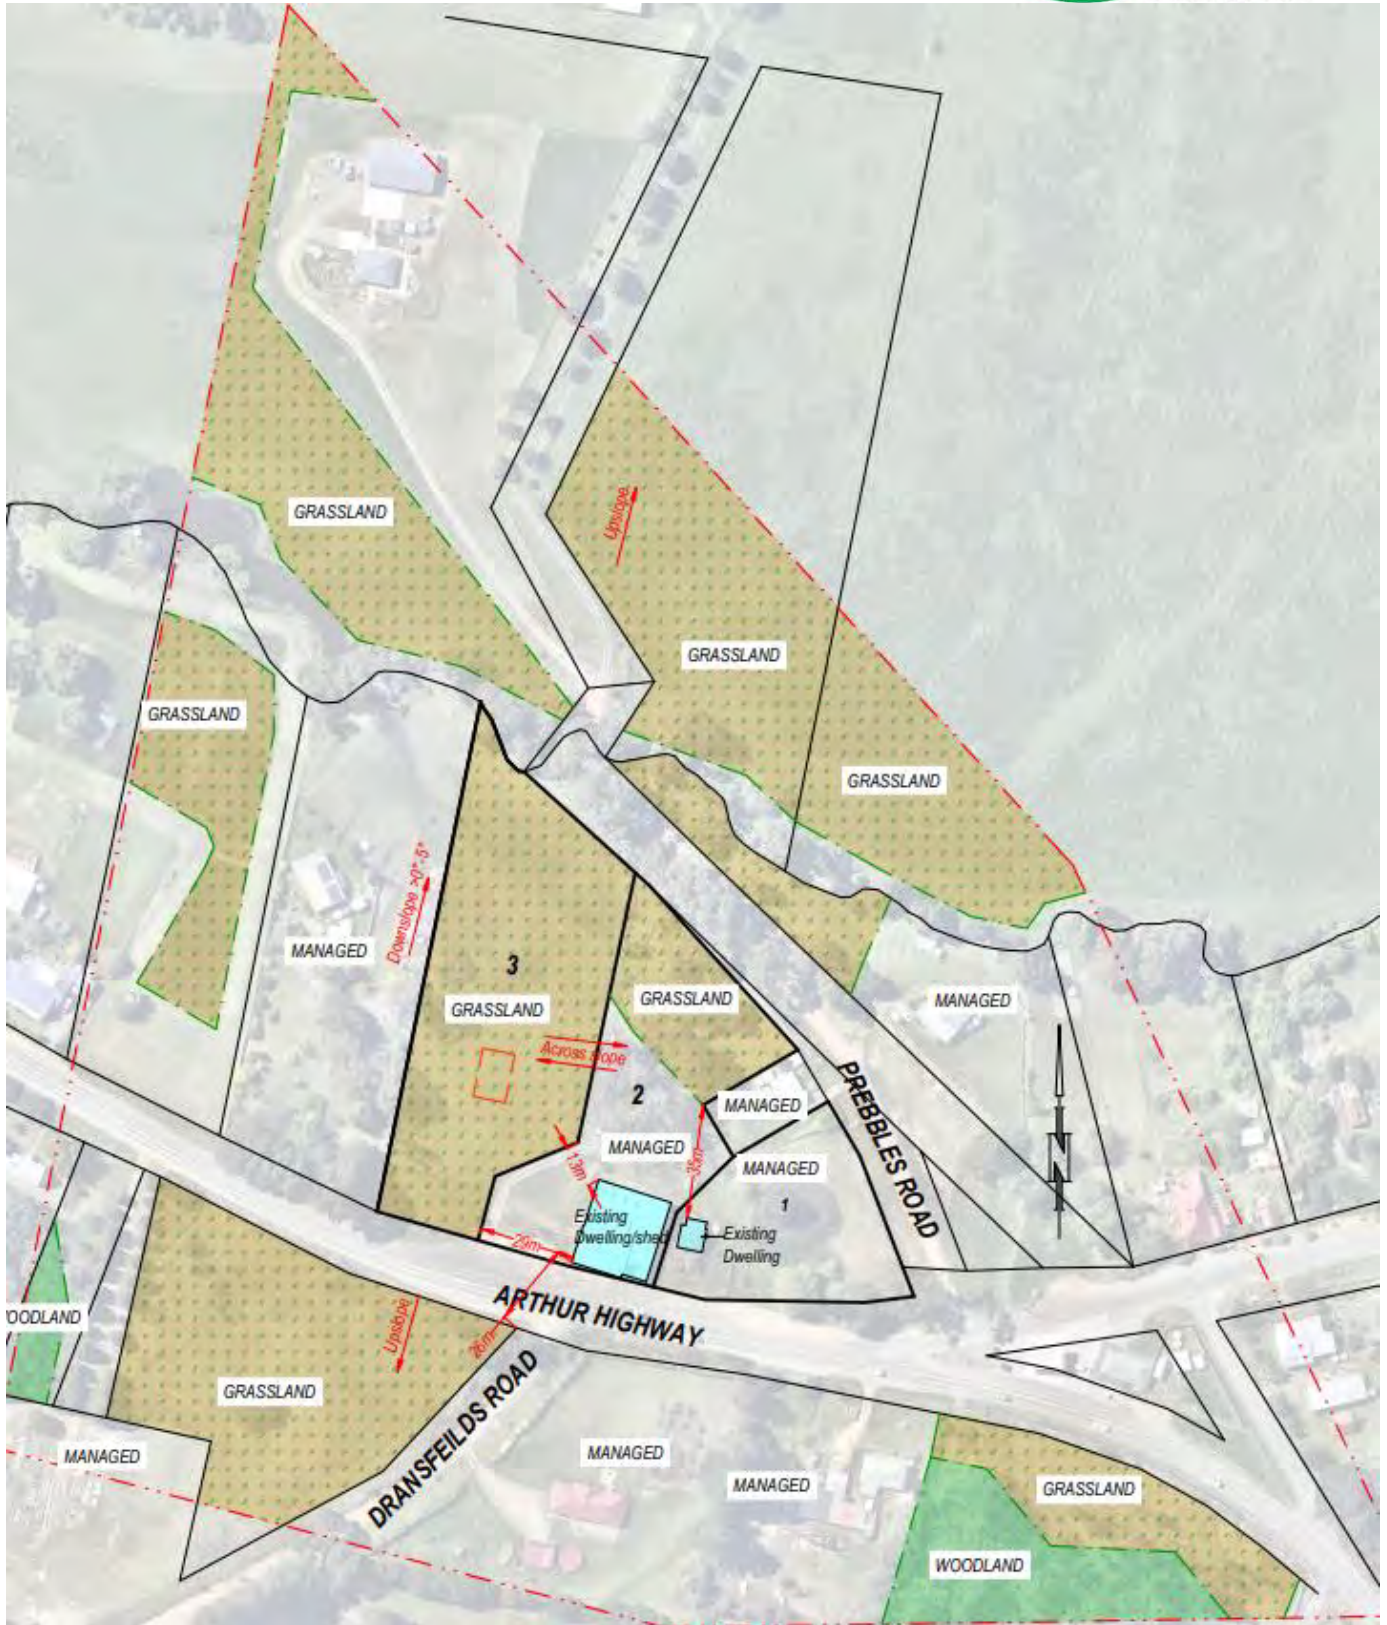 GRASSLAND
Upslope
GRASSLAND
GRASSLAND
GRASSLAND
Downslope >0°-5°
MANAGED
3
GRASSLAND
GRASSLAND
MANAGED
Across slope
2
MANAGED
PREBBLES ROAD
N
MANAGED
13m
35m
MANAGED
1
Existing
Dwelling/shed
Existing
Dwelling
29m
ARTHUR HIGHWAY
OODLAND
Upslope
26m
GRASSLAND
DRANSFEILDS ROAD
MANAGED
MANAGED
MANAGED
GRASSLAND
WOODLAND